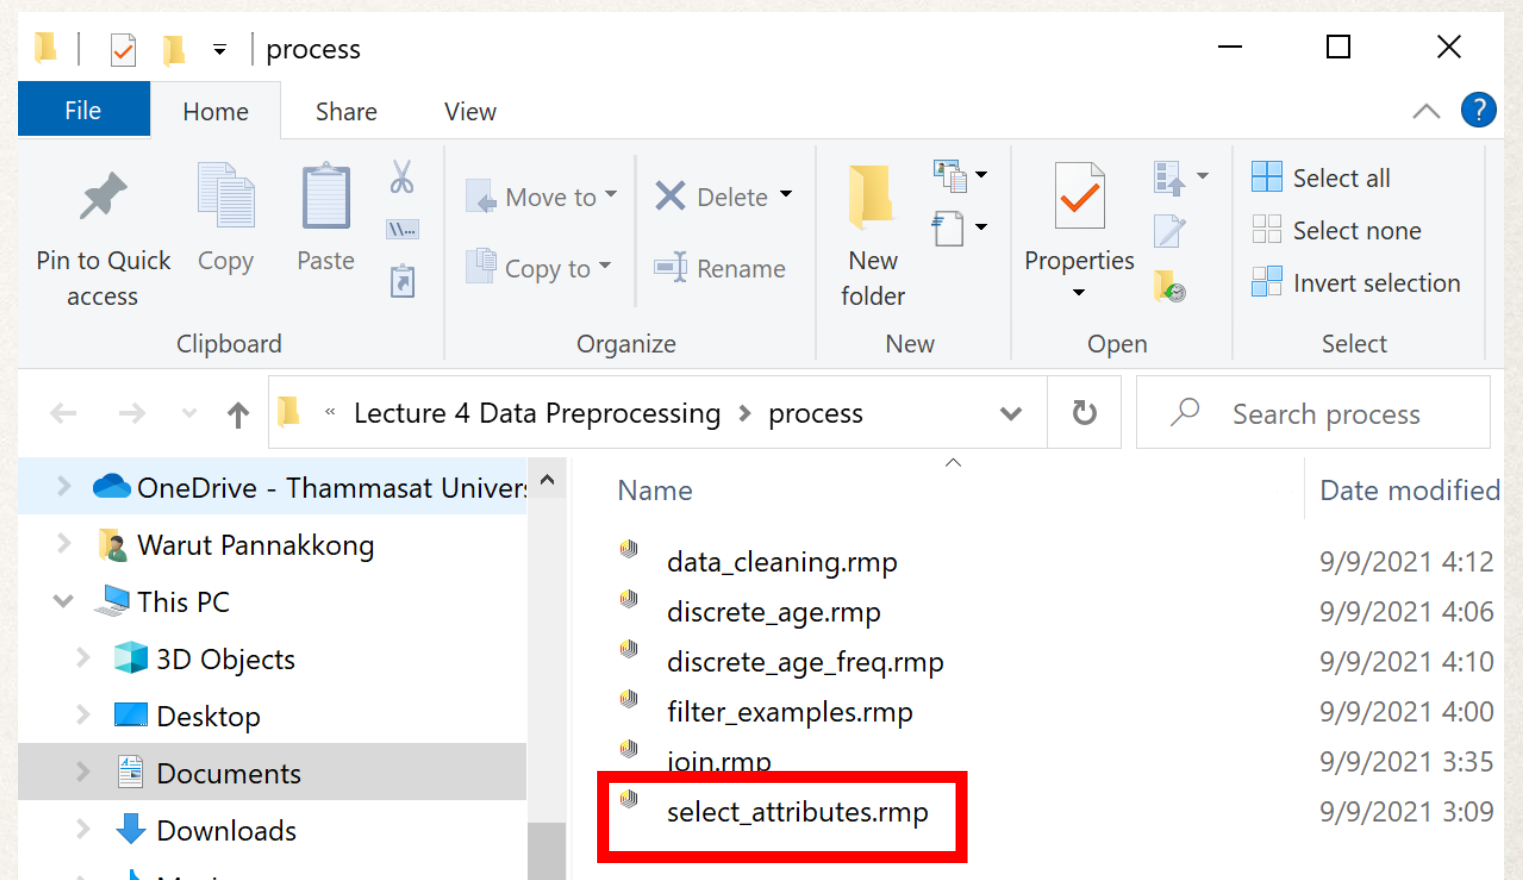 process
File Home Share View
?
Pin to Quick access
Copy
Paste
Clipboard
Move to
Copy to
Delete
Rename
Organize
New folder
New
Properties
Open
Select all
Select none
Invert selection
Select
« Lecture 4 Data Preprocessing > process
Search process
OneDrive - Thammasat Univer
Warut Pannakkong
This PC
3D Objects
Desktop
Documents
Downloads
Name Date modified
data_cleaning.rmp 9/9/2021 4:12
discrete_age.rmp 9/9/2021 4:06
discrete_age_freq.rmp 9/9/2021 4:10
filter_examples.rmp 9/9/2021 4:00
join.rmp 9/9/2021 3:35
select_attributes.rmp 9/9/2021 3:09